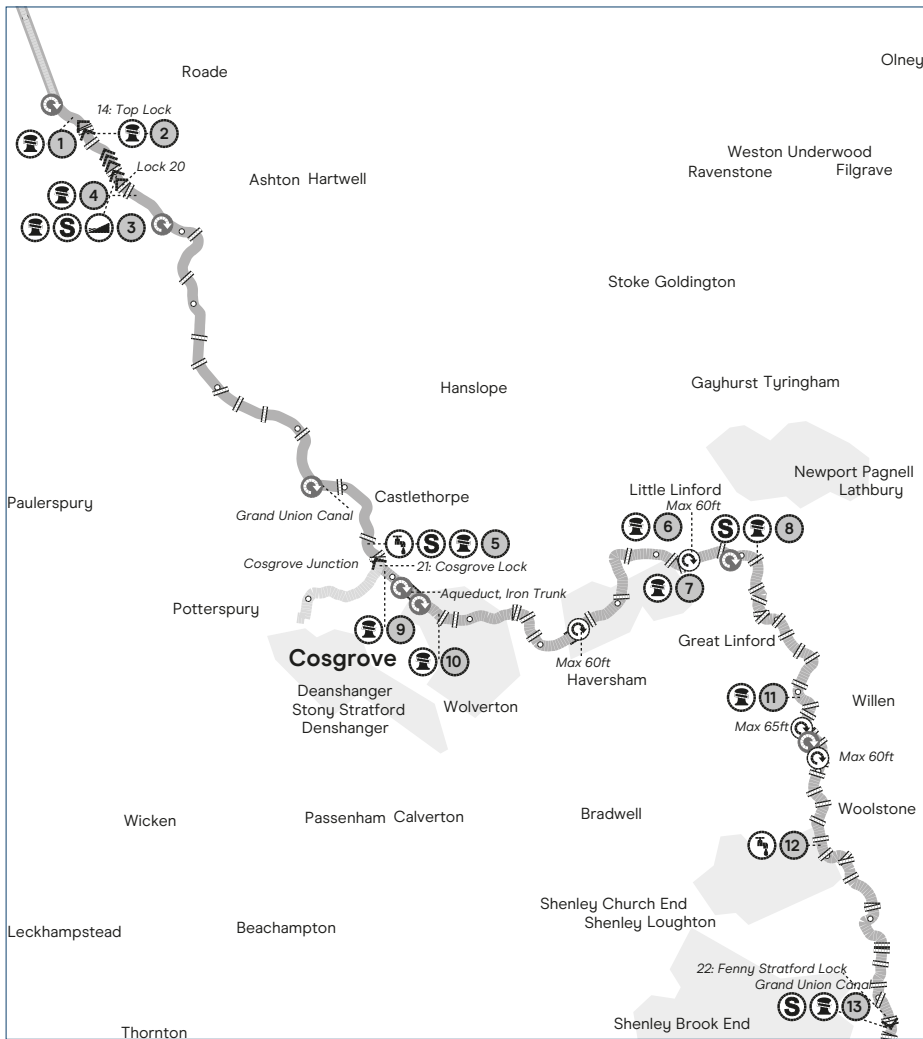 Roade
Olney
14: Top Lock
1
2
Weston Underwood
Lock 20
Ravenstone
Filgrave
Ashton
Hartwell
4
S
3
Stoke Goldington
Hanslope
Gayhurst
Tyringham
Newport Pagnell
Lathbury
Little Linford
Max 60ft
Paulerspury
Castlethorpe
Grand Union Canal
6
S
8
S
5
Cosgrove Junction
21: Cosgrove Lock
7
Aqueduct, Iron Trunk
Potterspury
9
Great Linford
Cosgrove
10
Max 60ft
Haversham
Deanshanger
Stony Stratford
Denshanger
Wolverton
11
Willen
Max 65ft
Max 60ft
Wicken
Passenham
Calverton
Bradwell
Woolstone
12
Shenley Church End
Shenley
Loughton
Leckhampstead
Beachampton
22: Fenny Stratford Lock
Grand Union Canal
S
13
Shenley Brook End
Thornton